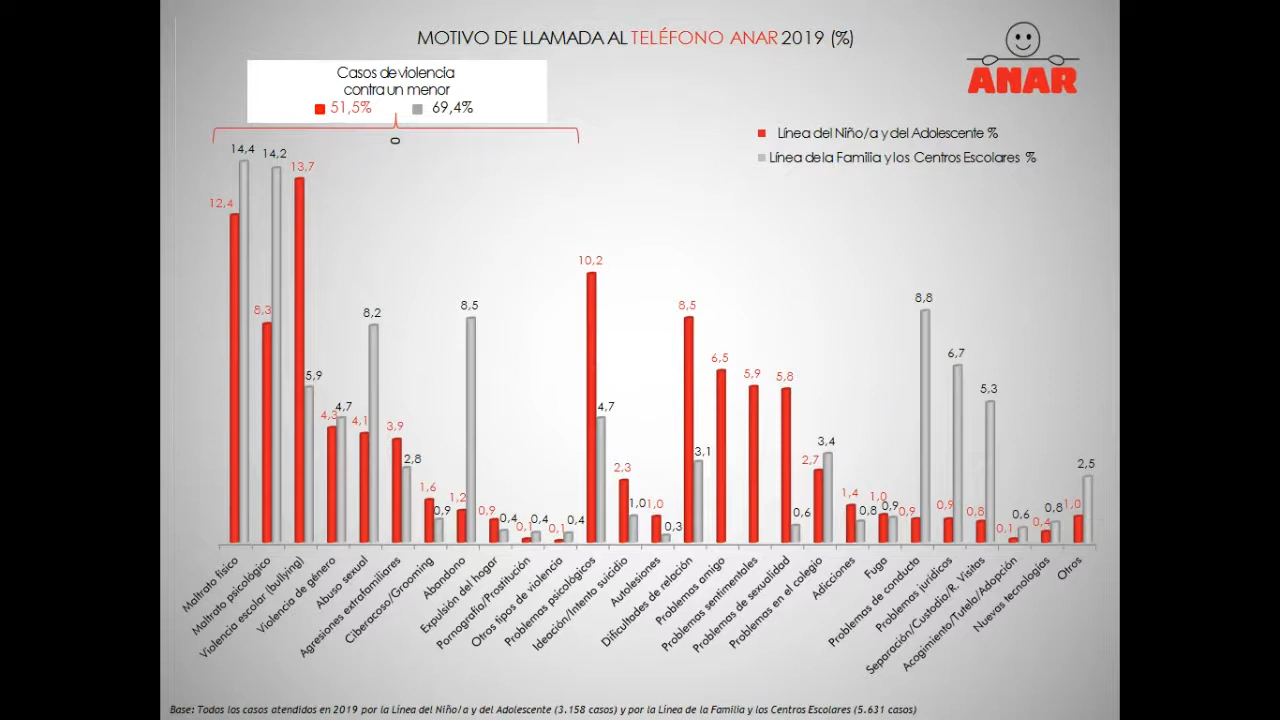 MOTIVO DE LLAMADA AL TELÉFONO ANAR 2019 (%)
ANAR
Casos de violencia
contra un menor
51,5% 69,4%
0
Línea del Niño/a y del Adolescente %
Línea de la Familia y los Centros Escolares %
12,4 14,4
8,3 14,2
13,7 5,9
4,3 4,7
4,1 8,2
3,9 2,8
1,6 0,9
1,2 8,5
0,9 0,4
0,1 0,4
0,1 0,4
10,2 4,7
2,3 1,0
1,0 0,3
8,5 3,1
6,5
5,9
5,8 0,6
2,7 3,4
1,4 0,8
1,0 0,9
0,9 8,8
0,9 6,7
0,8 5,3
0,1 0,6
0,4 0,8
1,0 2,5
Maltrato físico
Maltrato psicológico
Violencia escolar (bullying)
Violencia de género
Abuso sexual
Agresiones extrafamiliares
Ciberacoso/Grooming
Abandono
Expulsión del hogar
Pornografía/Prostitución
Otros tipos de violencia
Problemas psicológicos
Ideación/Intento suicidio
Autolesiones
Dificultades de relación
Problemas amigo
Problemas sentimentales
Problemas de sexualidad
Problemas en el colegio
Adicciones
Fuga
Problemas de conducta
Problemas jurídicos
Separación/Custodia/R. Visitas
Acogimiento/Tutela/Adopción
Nuevas tecnologías
Otros
Base: Todos los casos atendidos en 2019 por la Línea del Niño/a y del Adolescente (3.158 casos) y por la Línea de la Familia y los Centros Escolares (5.631 casos)